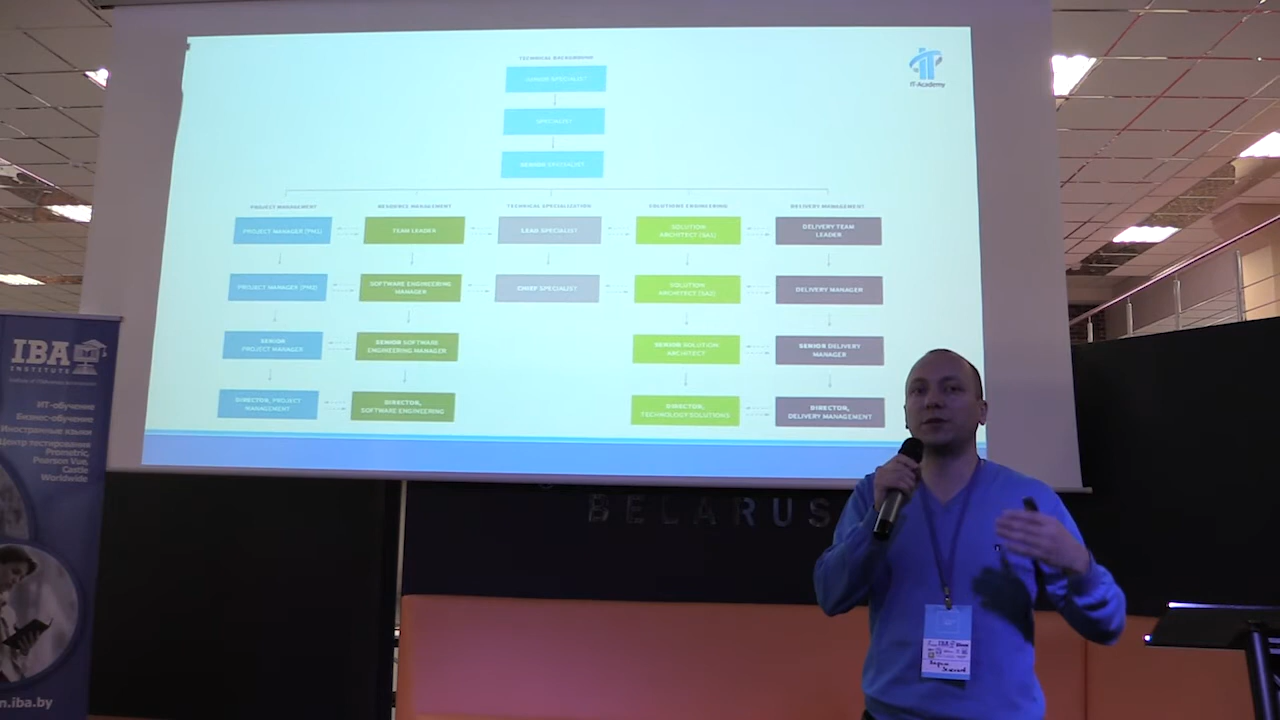 TECHNICAL BACKGROUND
JUNIOR SPECIALIST
SPECIALIST
SENIOR SPECIALIST
IT-Academy
PROJECT MANAGEMENT
RESOURCE MANAGEMENT
TECHNICAL SPECIALIZATION
SOLUTIONS ENGINEERING
DELIVERY MANAGEMENT
PROJECT MANAGER (PM1)
TEAM LEADER
LEAD SPECIALIST
SOLUTION
ARCHITECT (SA1)
DELIVERY TEAM
LEADER
PROJECT MANAGER (PM2)
SOFTWARE ENGINEERING
MANAGER
CHIEF SPECIALIST
SOLUTION
ARCHITECT (SA2)
DELIVERY MANAGER
SENIOR
PROJECT MANAGER
SENIOR SOFTWARE
ENGINEERING MANAGER
SENIOR SOLUTION
ARCHITECT
SENIOR DELIVERY
MANAGER
DIRECTOR, PROJECT
MANAGEMENT
DIRECTOR,
SOFTWARE ENGINEERING
DIRECTOR,
TECHNOLOGY SOLUTIONS
DIRECTOR,
DELIVERY MANAGEMENT
IBA
INSTITUTE
ИТ-обучение
Бизнес-обучение
Иностранные языки
Центр тестирования
Prometric,
Pearson Vue,
Castle
Worldwide
n.iba.by
BELARUS
IBA